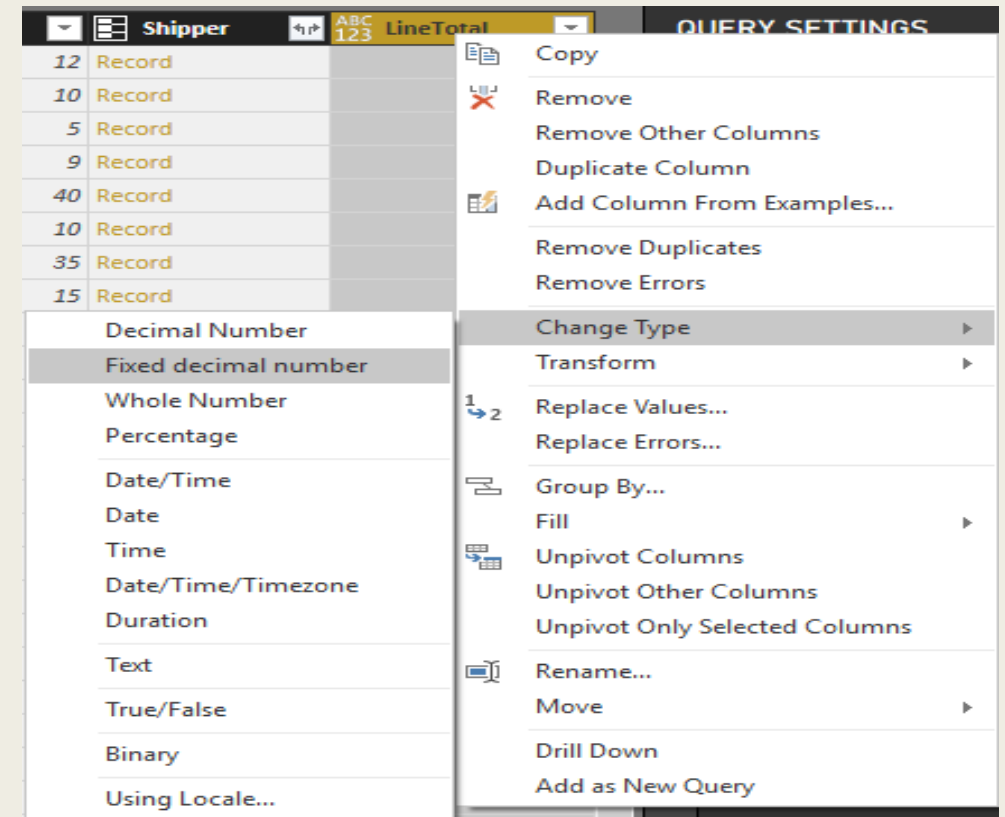 Shipper ABC 123 LineTotal QUERY SETTINGS
12 Record
10 Record
5 Record
9 Record
40 Record
10 Record
35 Record
15 Record
Copy
Remove
Remove Other Columns
Duplicate Column
Add Column From Examples...
Remove Duplicates
Remove Errors
Change Type
Transform
1 2 Replace Values...
Replace Errors...
Group By...
Fill
Unpivot Columns
Unpivot Other Columns
Unpivot Only Selected Columns
Rename...
Move
Drill Down
Add as New Query
Decimal Number
Fixed decimal number
Whole Number
Percentage
Date/Time
Date
Time
Date/Time/Timezone
Duration
Text
True/False
Binary
Using Locale...